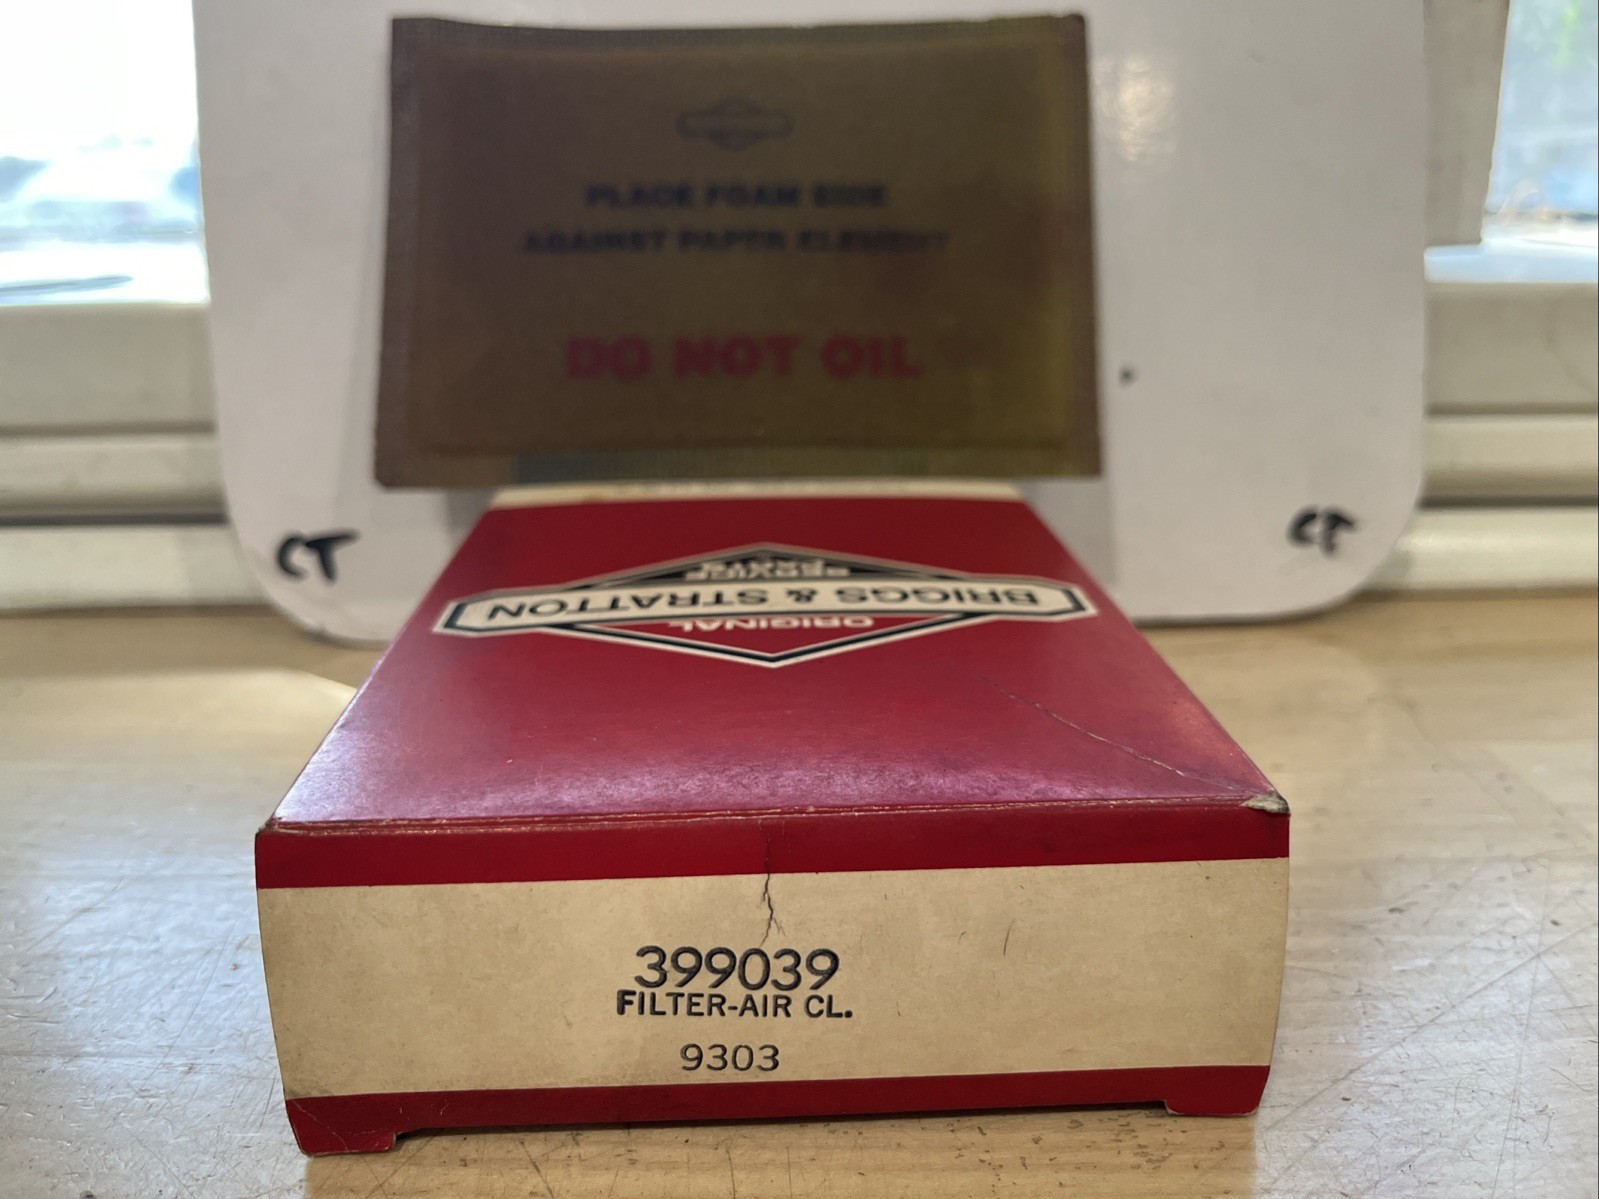 PLACE FOAM SIDE
AGAINST PAPER ELEMENT
DO NOT OIL
CT
CT
ORIGINAL
BRIGGS & STRATTON
SERVICE
PARTS
399039
FILTER-AIR CL.
9303